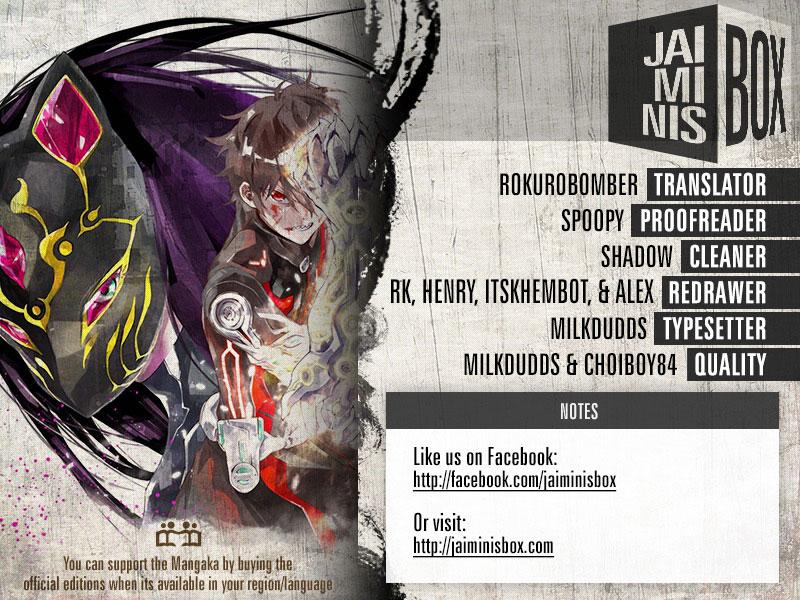 JAI
MI
NIS
BOX
ROKUROBOMBER TRANSLATOR
SPOOPY PROOFREADER
SHADOW CLEANER
RK, HENRY, ITSKHEMBOT, & ALEX REDRAWER
MILKDUDDS TYPESETTER
MILKDUDDS & CHOIBOY84 QUALITY
NOTES
Like us on Facebook:
http://facebook.com/jaiminisbox
Or visit:
http://jaiminisbox.com
You can support the Mangaka by buying the
official editions when its available in your region/language